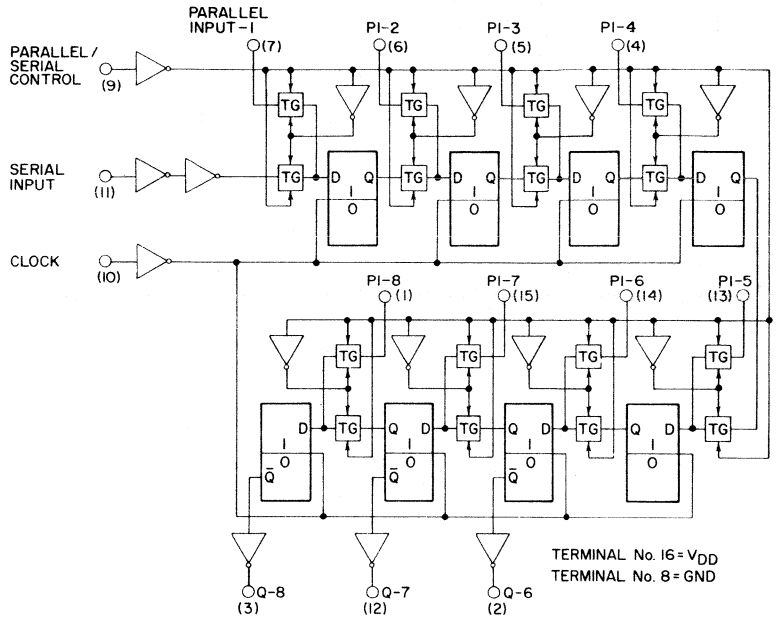 PARALLEL
INPUT-1
(7)
PI-2
(6)
PI-3
(5)
PI-4
(4)
PARALLEL/
SERIAL
CONTROL
(9)
TG
TG
TG
TG
SERIAL
INPUT
(11)
TG
D
Q
I
O
TG
D
Q
I
O
TG
D
Q
I
O
TG
D
Q
I
O
CLOCK
(10)
PI-8
(1)
PI-7
(15)
PI-6
(14)
PI-5
(13)
TG
TG
TG
TG
D
I
O
Q̅
TG
Q
D
I
O
Q̅
TG
Q
D
I
O
Q̅
TG
Q
D
I
O
TG
Q-8
(3)
Q-7
(12)
Q-6
(2)
TERMINAL No. 16 = VDD
TERMINAL No. 8 = GND